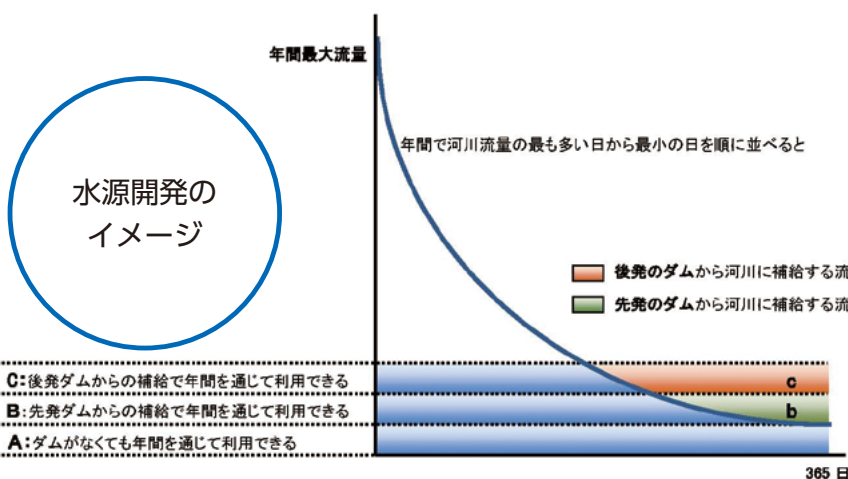 年間最大流量
年間で河川流量の最も多い日から最小の日を順に並べると
水源開発の
イメージ
後発のダムから河川に補給する流
先発のダムから河川に補給する流
C:後発ダムからの補給で年間を通じて利用できる
c
B:先発ダムからの補給で年間を通じて利用できる
b
A:ダムがなくても年間を通じて利用できる
365 日